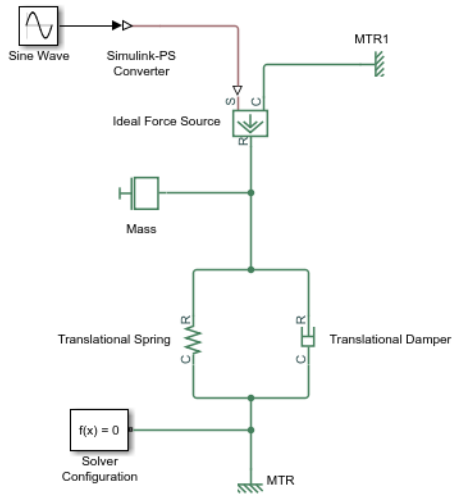 Sine Wave
Simulink-PS
Converter
MTR1
S
C
Ideal Force Source
R
Mass
R
R
Translational Spring
Translational Damper
C
C
f(x) = 0
Solver
Configuration
MTR